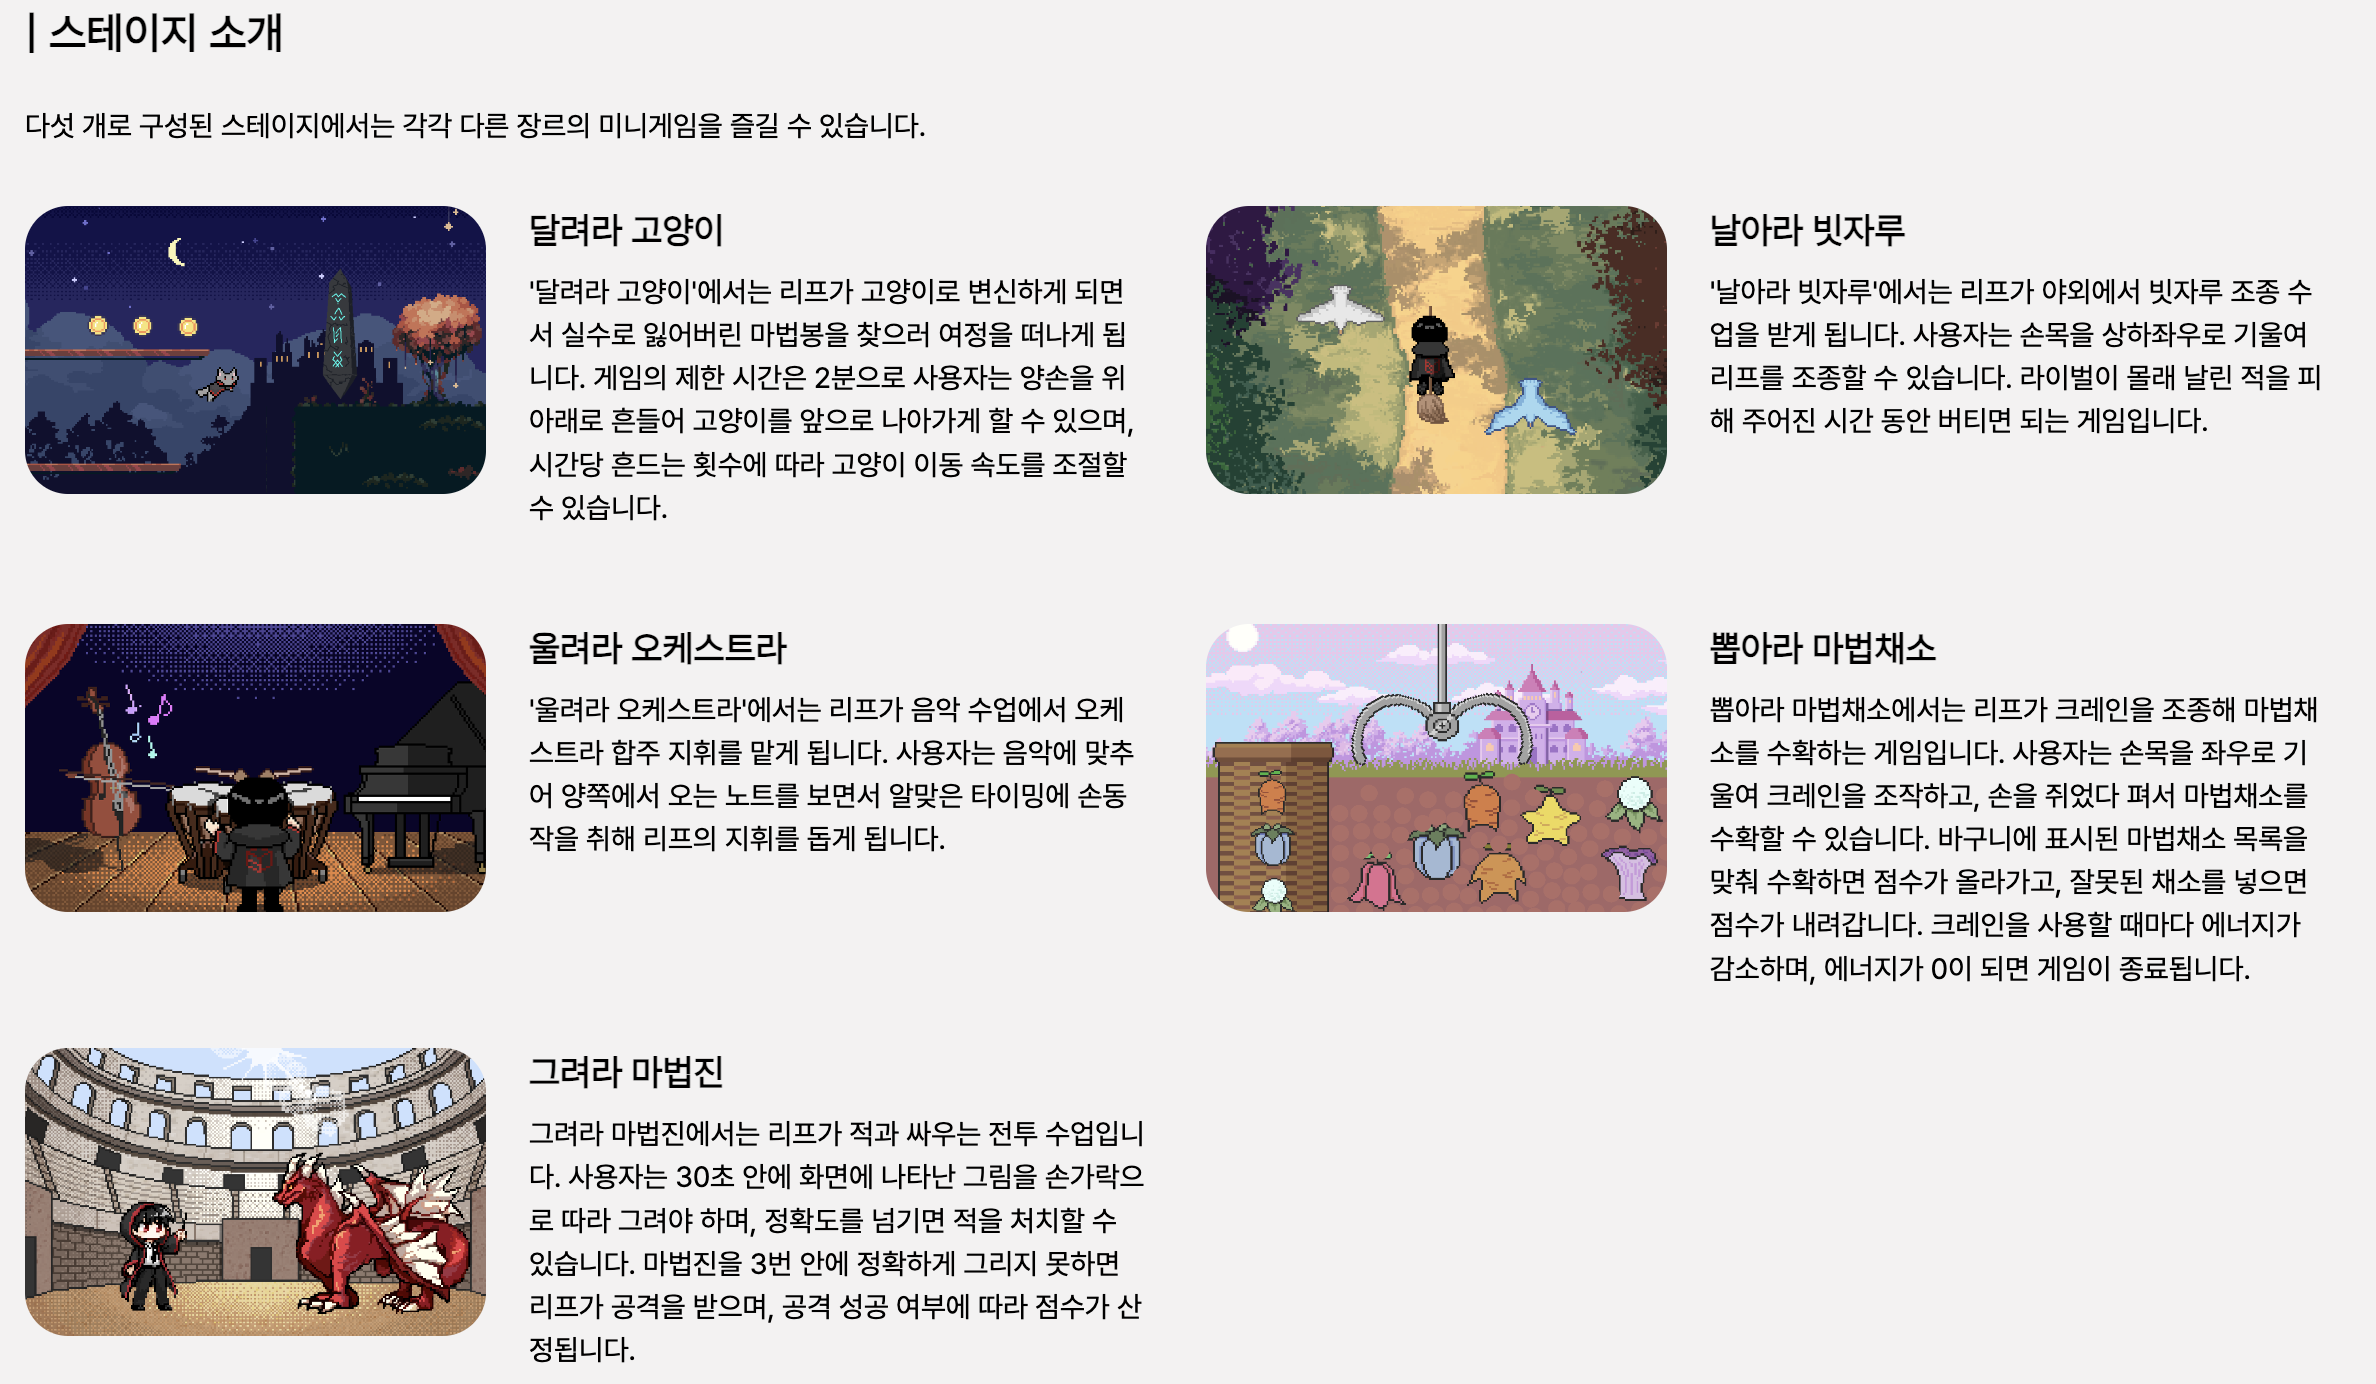 | 스테이지 소개
다섯 개로 구성된 스테이지에서는 각각 다른 장르의 미니게임을 즐길 수 있습니다.
달려라 고양이
'달려라 고양이'에서는 리프가 고양이로 변신하게 되면
서 실수로 잃어버린 마법봉을 찾으러 여정을 떠나게 됩
니다. 게임의 제한 시간은 2분으로 사용자는 양손을 위
아래로 흔들어 고양이를 앞으로 나아가게 할 수 있으며,
시간당 흔드는 횟수에 따라 고양이 이동 속도를 조절할
수 있습니다.
날아라 빗자루
'날아라 빗자루'에서는 리프가 야외에서 빗자루 조종 수
업을 받게 됩니다. 사용자는 손목을 상하좌우로 기울여
리프를 조종할 수 있습니다. 라이벌이 몰래 날린 적을 피
해 주어진 시간 동안 버티면 되는 게임입니다.
울려라 오케스트라
'울려라 오케스트라'에서는 리프가 음악 수업에서 오케
스트라 합주 지휘를 맡게 됩니다. 사용자는 음악에 맞추
어 양쪽에서 오는 노트를 보면서 알맞은 타이밍에 손동
작을 취해 리프의 지휘를 돕게 됩니다.
뽑아라 마법채소
뽑아라 마법채소에서는 리프가 크레인을 조종해 마법채
소를 수확하는 게임입니다. 사용자는 손목을 좌우로 기
울여 크레인을 조작하고, 손을 쥐었다 펴서 마법채소를
수확할 수 있습니다. 바구니에 표시된 마법채소 목록을
맞춰 수확하면 점수가 올라가고, 잘못된 채소를 넣으면
점수가 내려갑니다. 크레인을 사용할 때마다 에너지가
감소하며, 에너지가 0이 되면 게임이 종료됩니다.
그려라 마법진
그려라 마법진에서는 리프가 적과 싸우는 전투 수업입니
다. 사용자는 30초 안에 화면에 나타난 그림을 손가락으
로 따라 그려야 하며, 정확도를 넘기면 적을 처치할 수
있습니다. 마법진을 3번 안에 정확하게 그리지 못하면
리프가 공격을 받으며, 공격 성공 여부에 따라 점수가 산
정됩니다.